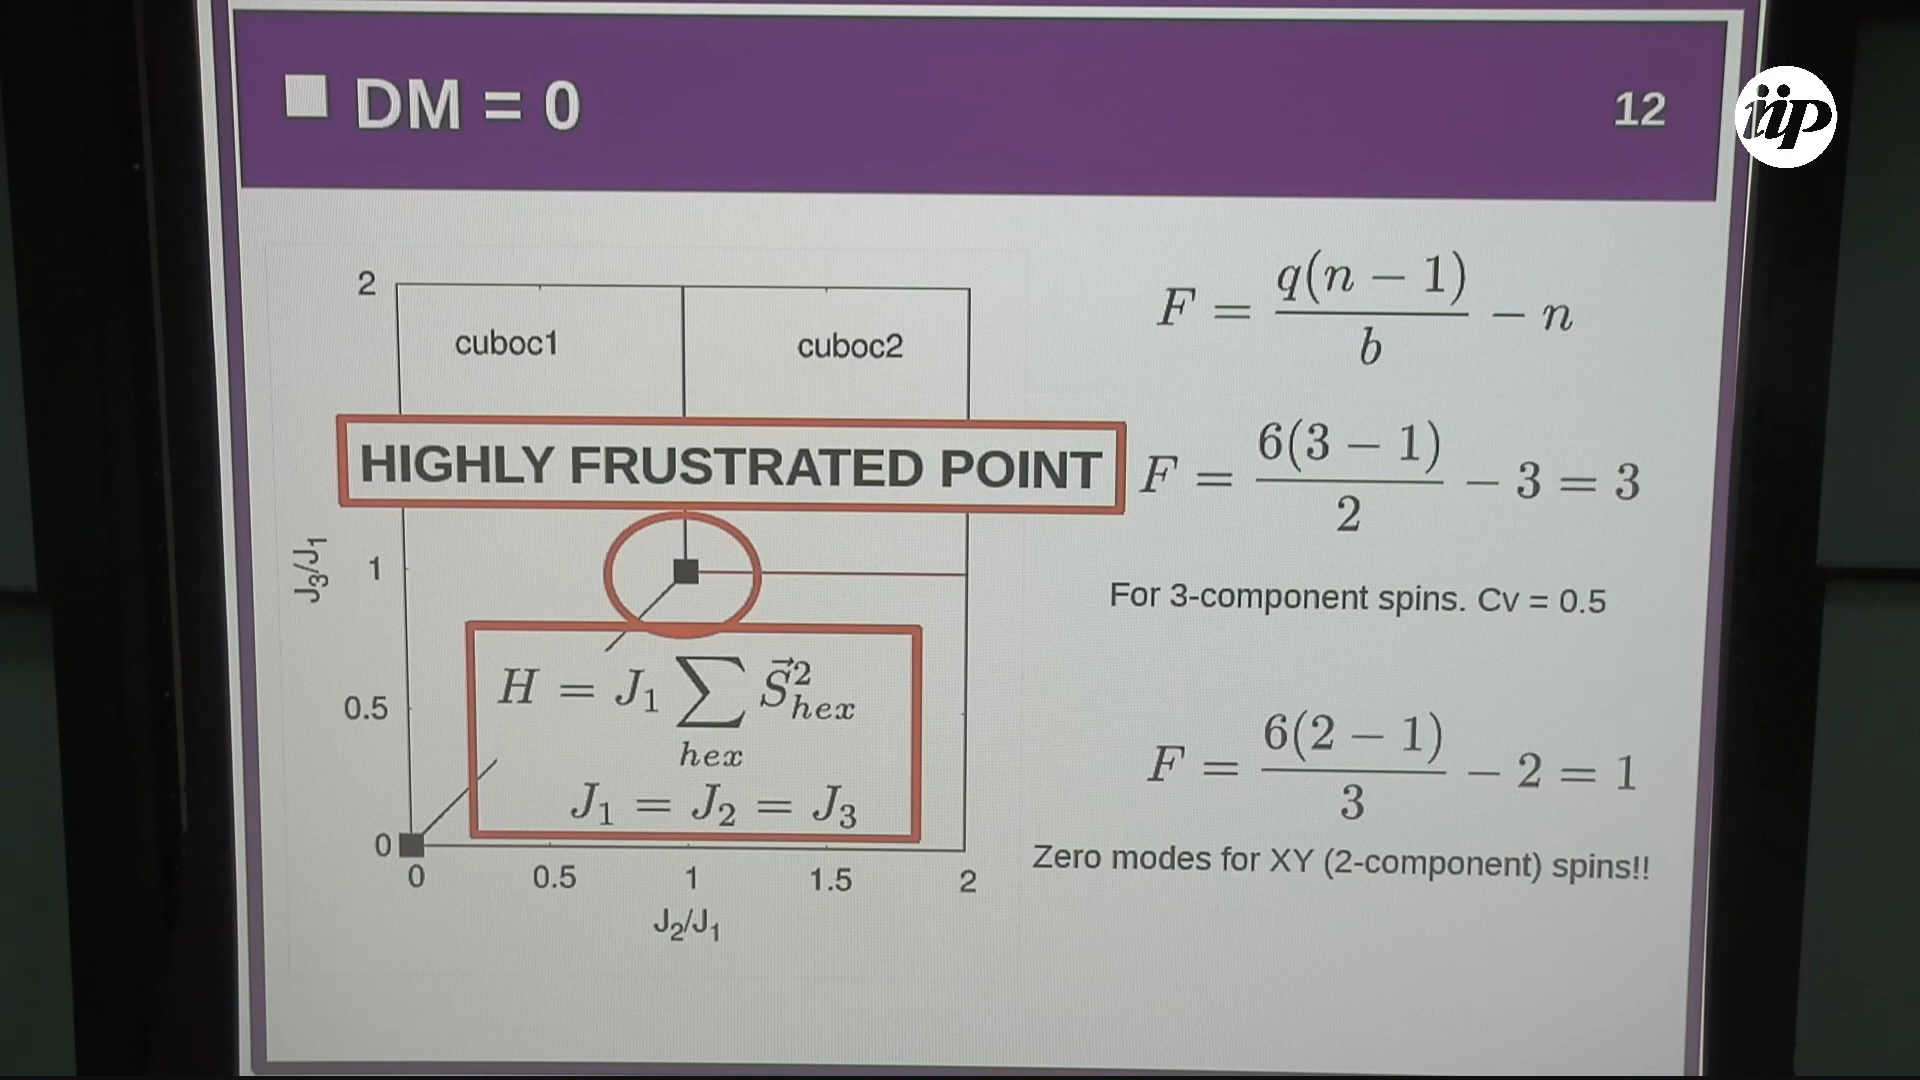 DM = 0
12
iip
2
cuboc1
cuboc2
HIGHLY FRUSTRATED POINT
1
J₃/J₁
0.5
H = J₁ ∑ S⃗²hex
hex
J₁ = J₂ = J₃
0
0 0.5 1 1.5 2
J₂/J₁
F = q(n − 1)/b − n
F = 6(3 − 1)/2 − 3 = 3
For 3-component spins. Cv = 0.5
F = 6(2 − 1)/3 − 2 = 1
Zero modes for XY (2-component) spins!!